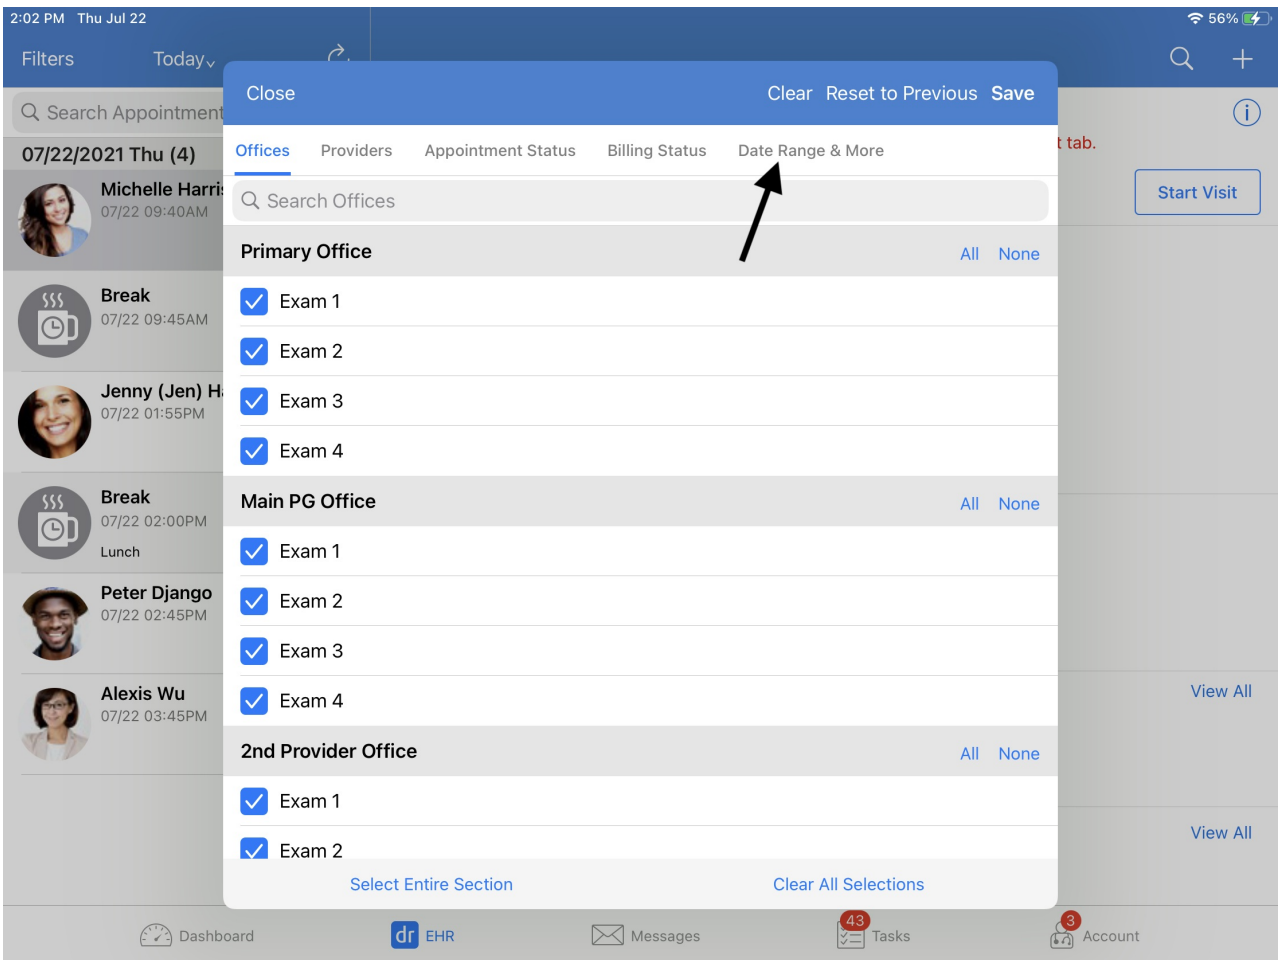 2:02 PM Thu Jul 22
56%
Filters Today
Close Clear Reset to Previous Save
Search Appointment
07/22/2021 Thu (4)
Offices Providers Appointment Status Billing Status Date Range & More
t tab.
Michelle Harris
07/22 09:40AM
Start Visit
Search Offices
Primary Office All None
Break
07/22 09:45AM
Exam 1
Exam 2
Jenny (Jen) Ha
07/22 01:55PM
Exam 3
Exam 4
Break
07/22 02:00PM
Lunch
Main PG Office All None
Exam 1
Peter Django
07/22 02:45PM
Exam 2
Exam 3
Alexis Wu
07/22 03:45PM
Exam 4
View All
2nd Provider Office All None
Exam 1
Exam 2
View All
Select Entire Section Clear All Selections
Dashboard dr EHR Messages 43 Tasks 3 Account